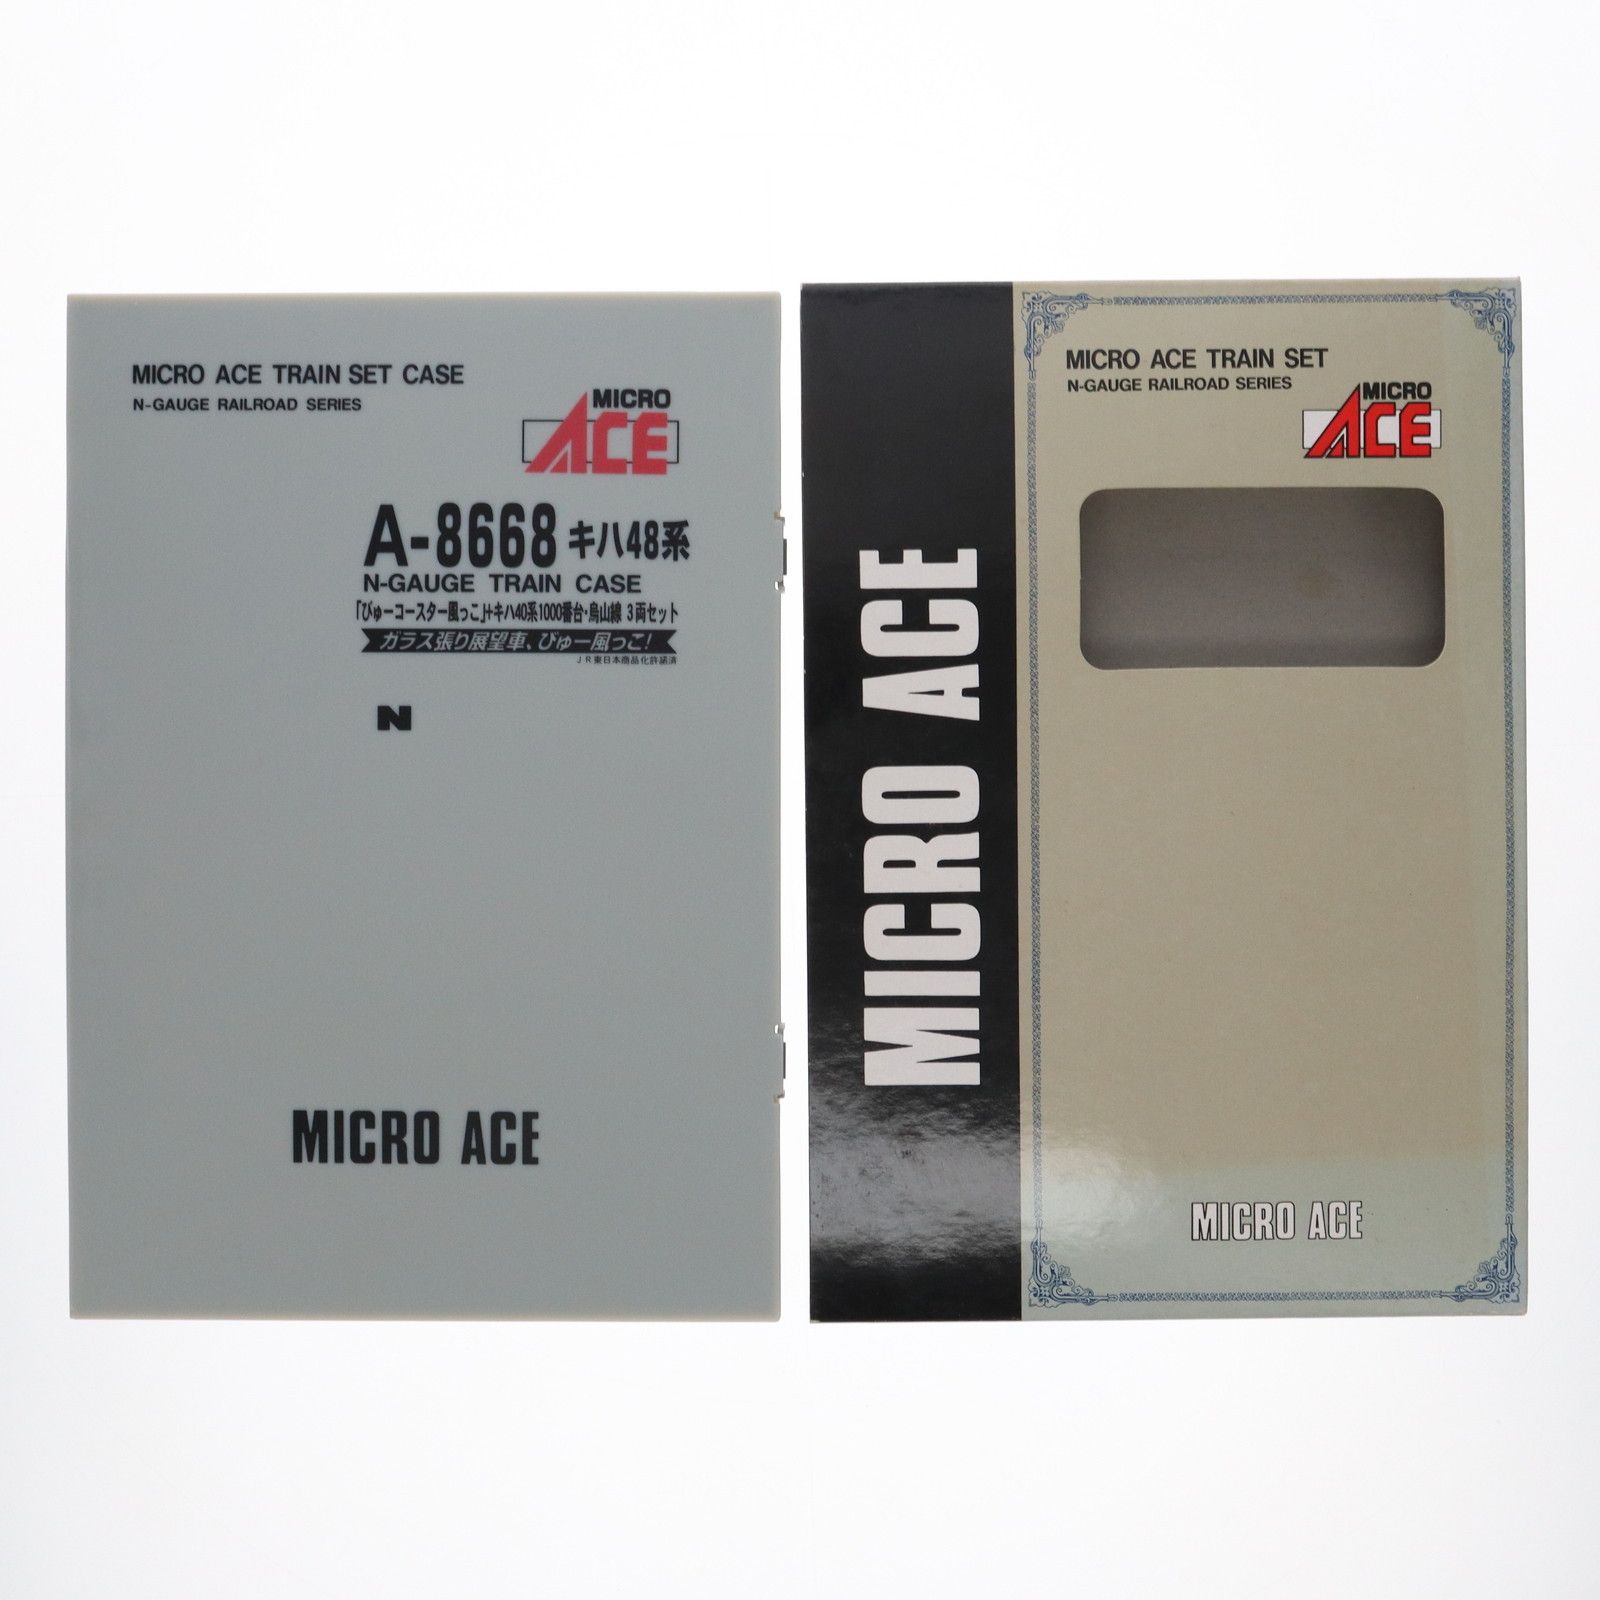 MICRO ACE TRAIN SET CASE
N-GAUGE RAILROAD SERIES
MICRO
ACE
A-8668 キハ48系
N-GAUGE TRAIN CASE
「びゅーコースター風っこ」+キハ40系1000番台・烏山線 3両セット
ガラス張り展望車、びゅー風っこ!
JR東日本商品化許諾済
N
MICRO ACE
MICRO ACE
MICRO ACE TRAIN SET
N-GAUGE RAILROAD SERIES
MICRO
ACE
MICRO ACE